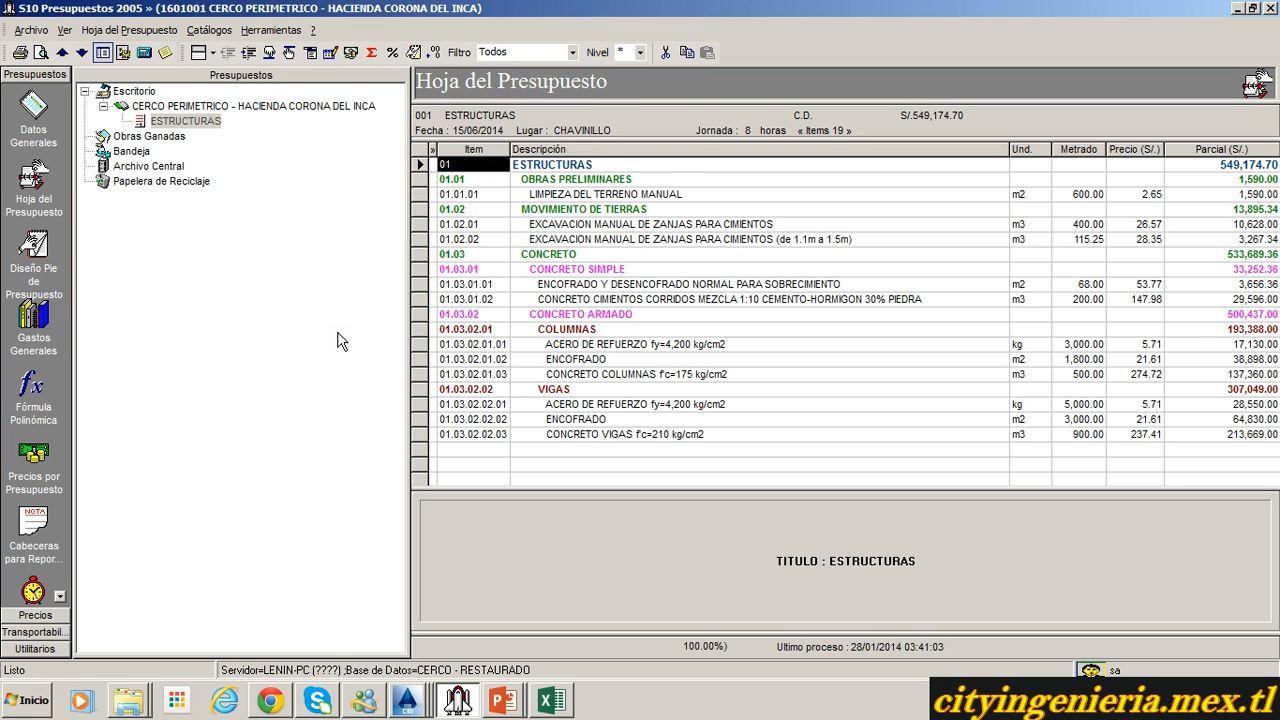 S10 Presupuestos 2005 » (1601001 CERCO PERIMETRICO - HACIENDA CORONA DEL INCA)
Archivo Ver Hoja del Presupuesto Catálogos Herramientas ?
Filtro Todos Nivel *
Presupuestos
Datos Generales
Hoja del Presupuesto
Diseño Pie de Presupuestos
Gastos Generales
fx
Fórmula Polinómica
Precios por Presupuesto
NOTA
Cabeceras para Repor...
Precios
Transportabil...
Utilitarios
Presupuestos
Escritorio
CERCO PERIMETRICO - HACIENDA CORONA DEL INCA
ESTRUCTURAS
Obras Ganadas
Bandeja
Archivo Central
Papelera de Reciclaje
Hoja del Presupuesto
001 ESTRUCTURAS C.D. S/.549,174.70
Fecha : 15/06/2014 Lugar : CHAVINILLO Jornada : 8 horas « Items 19 »
» Item Descripción Und. Metrado Precio (S/.) Parcial (S/.)
01 ESTRUCTURAS 549,174.70
01.01 OBRAS PRELIMINARES 1,590.00
01.01.01 LIMPIEZA DEL TERRENO MANUAL m2 600.00 2.65 1,590.00
01.02 MOVIMIENTO DE TIERRAS 13,895.34
01.02.01 EXCAVACION MANUAL DE ZANJAS PARA CIMIENTOS m3 400.00 26.57 10,628.00
01.02.02 EXCAVACION MANUAL DE ZANJAS PARA CIMIENTOS (de 1.1m a 1.5m) m3 115.25 28.35 3,267.34
01.03 CONCRETO 533,689.36
01.03.01 CONCRETO SIMPLE 33,252.36
01.03.01.01 ENCOFRADO Y DESENCOFRADO NORMAL PARA SOBRECIMIENTO m2 68.00 53.77 3,656.36
01.03.01.02 CONCRETO CIMIENTOS CORRIDOS MEZCLA 1:10 CEMENTO-HORMIGON 30% PIEDRA m3 200.00 147.98 29,596.00
01.03.02 CONCRETO ARMADO 500,437.00
01.03.02.01 COLUMNAS 193,388.00
01.03.02.01.01 ACERO DE REFUERZO fy=4,200 kg/cm2 kg 3,000.00 5.71 17,130.00
01.03.02.01.02 ENCOFRADO m2 1,800.00 21.61 38,898.00
01.03.02.01.03 CONCRETO COLUMNAS f'c=175 kg/cm2 m3 500.00 274.72 137,360.00
01.03.02.02 VIGAS 307,049.00
01.03.02.02.01 ACERO DE REFUERZO fy=4,200 kg/cm2 kg 5,000.00 5.71 28,550.00
01.03.02.02.02 ENCOFRADO m2 3,000.00 21.61 64,830.00
01.03.02.02.03 CONCRETO VIGAS f'c=210 kg/cm2 m3 900.00 237.41 213,669.00
TITULO : ESTRUCTURAS
100.00%) Ultimo proceso : 28/01/2014 03:41:03
Listo Servidor=LENIN-PC (????) ;Base de Datos=CERCO - RESTAURADO sa
Inicio
cityingenieria.mex.tl